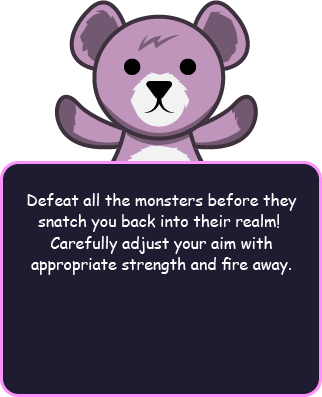 Defeat all the monsters before they
snatch you back into their realm!
Carefully adjust your aim with
appropriate strength and fire away.